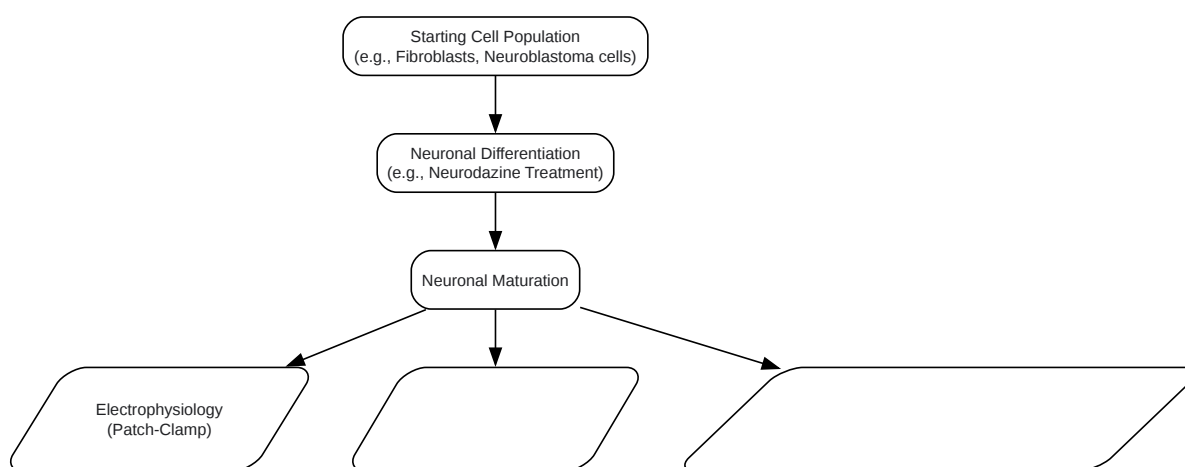 Starting Cell Population
(e.g., Fibroblasts, Neuroblastoma cells)
Neuronal Differentiation
(e.g., Neurodazine Treatment)
Neuronal Maturation
Electrophysiology
(Patch-Clamp)